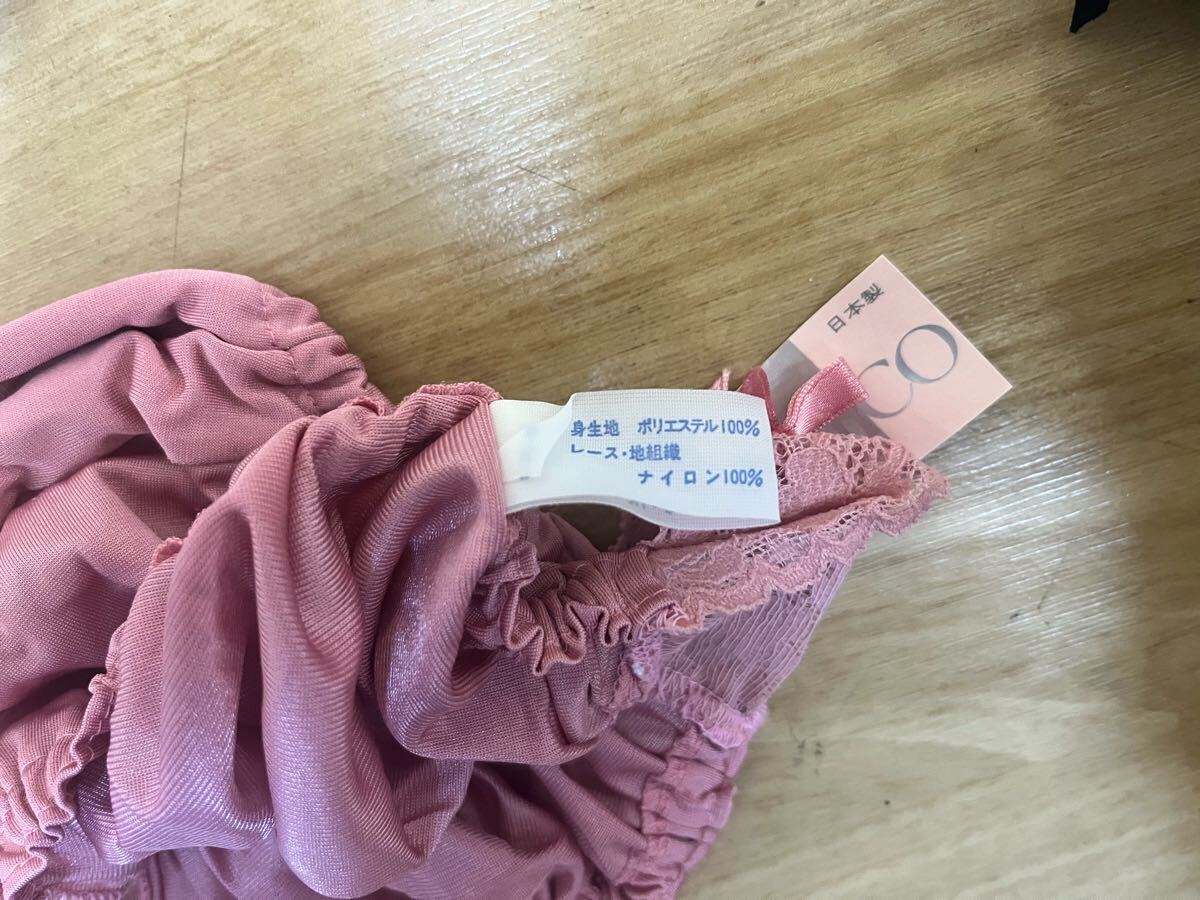 身生地 ポリエステル100%
レース・地組織
ナイロン100%
日本製